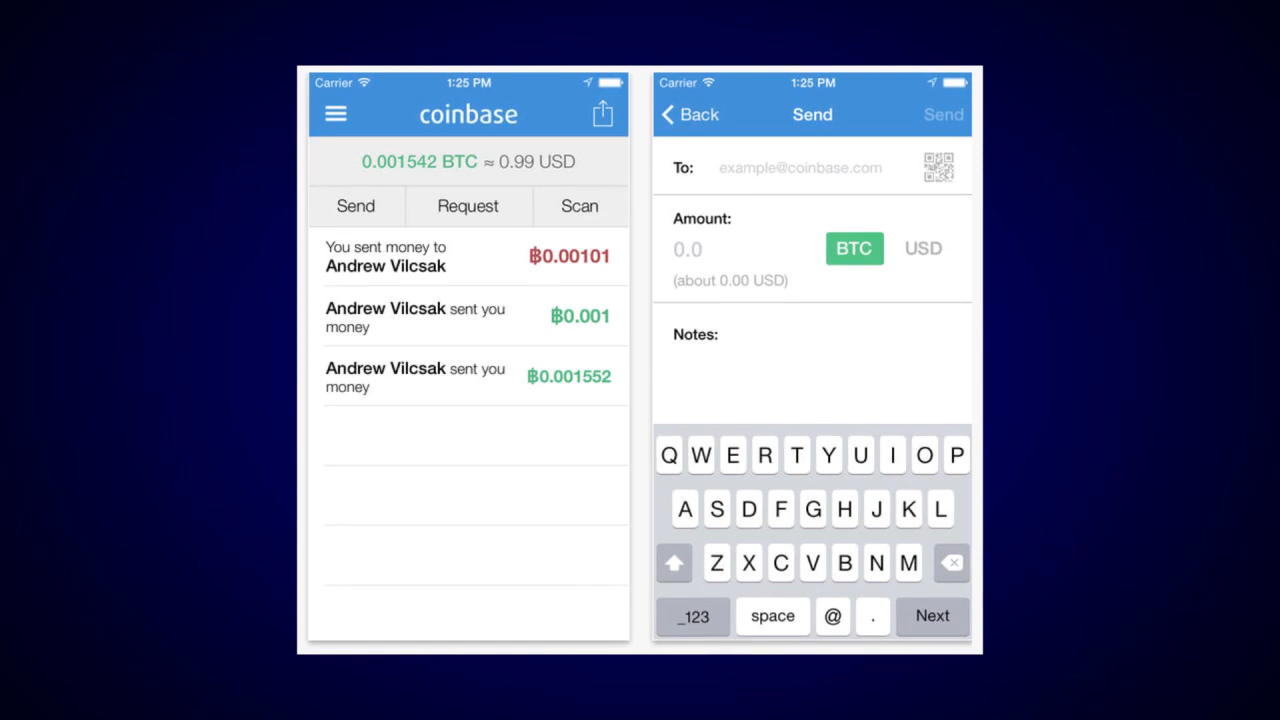 Carrier 1:25 PM
coinbase
0.001542 BTC ≈ 0.99 USD
Send Request Scan
You sent money to
Andrew Vilcsak
฿0.00101
Andrew Vilcsak sent you
money
฿0.001
Andrew Vilcsak sent you
money
฿0.001552
Carrier 1:25 PM
Back Send Send
To: example@coinbase.com
Amount:
0.0 BTC USD
(about 0.00 USD)
Notes:
Q W E R T Y U I O P
A S D F G H J K L
Z X C V B N M
_123 space @ . Next